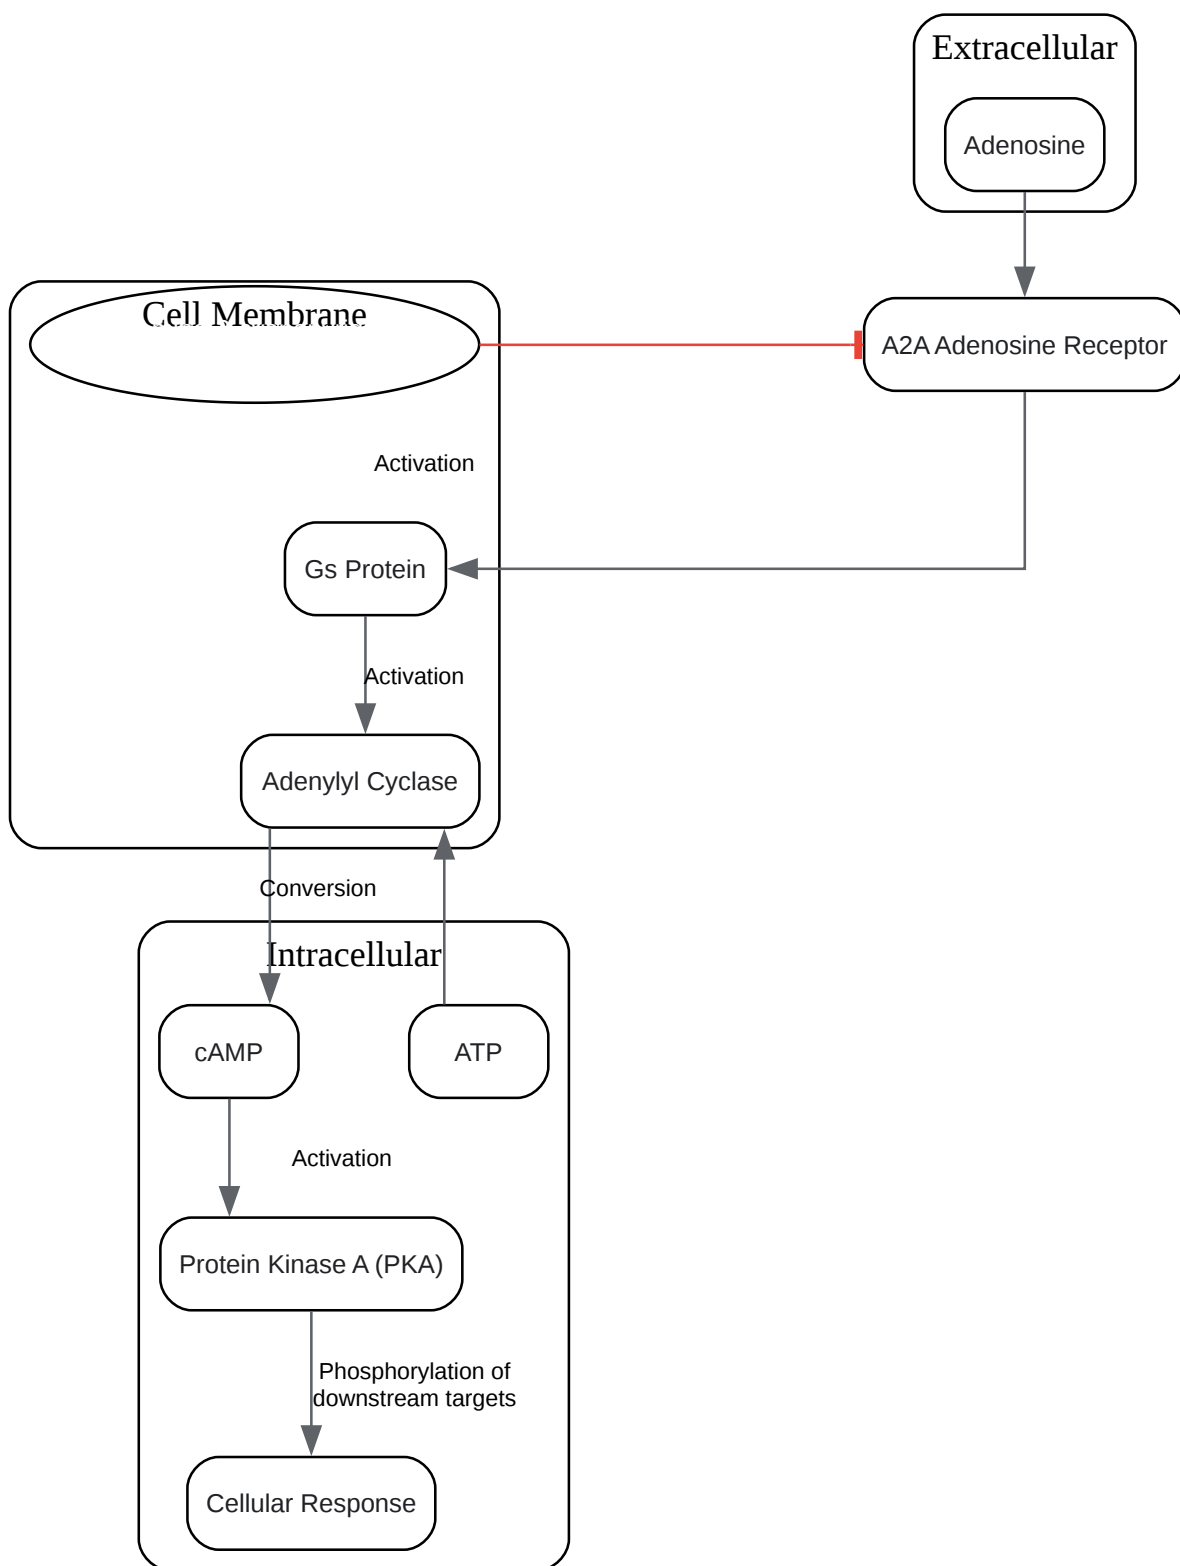 Extracellular
Adenosine
Cell Membrane
A2A Adenosine Receptor
Activation
Gs Protein
Activation
Adenylyl Cyclase
Conversion
Intracellular
cAMP
ATP
Activation
Protein Kinase A (PKA)
Phosphorylation of
downstream targets
Cellular Response